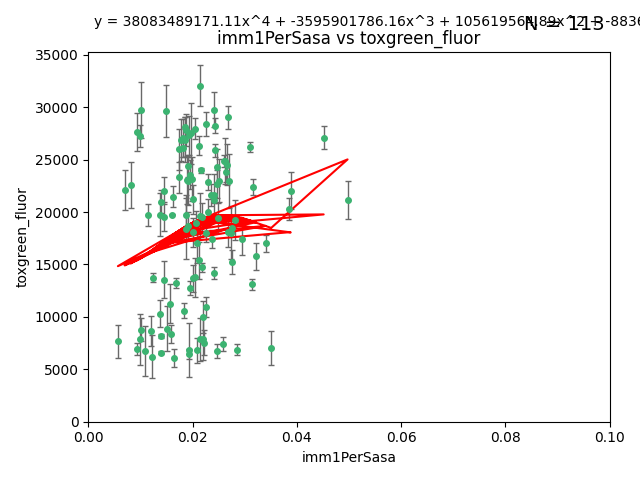 y = 38083489171.11x^4 + -3595901786.16x^3 +
N = 113
imm1PerSasa vs toxgreen_fluor
35000
30000
25000
20000
15000
10000
5000
0
toxgreen_fluor
0.00 0.02 0.04 0.06 0.08 0.10
imm1PerSasa